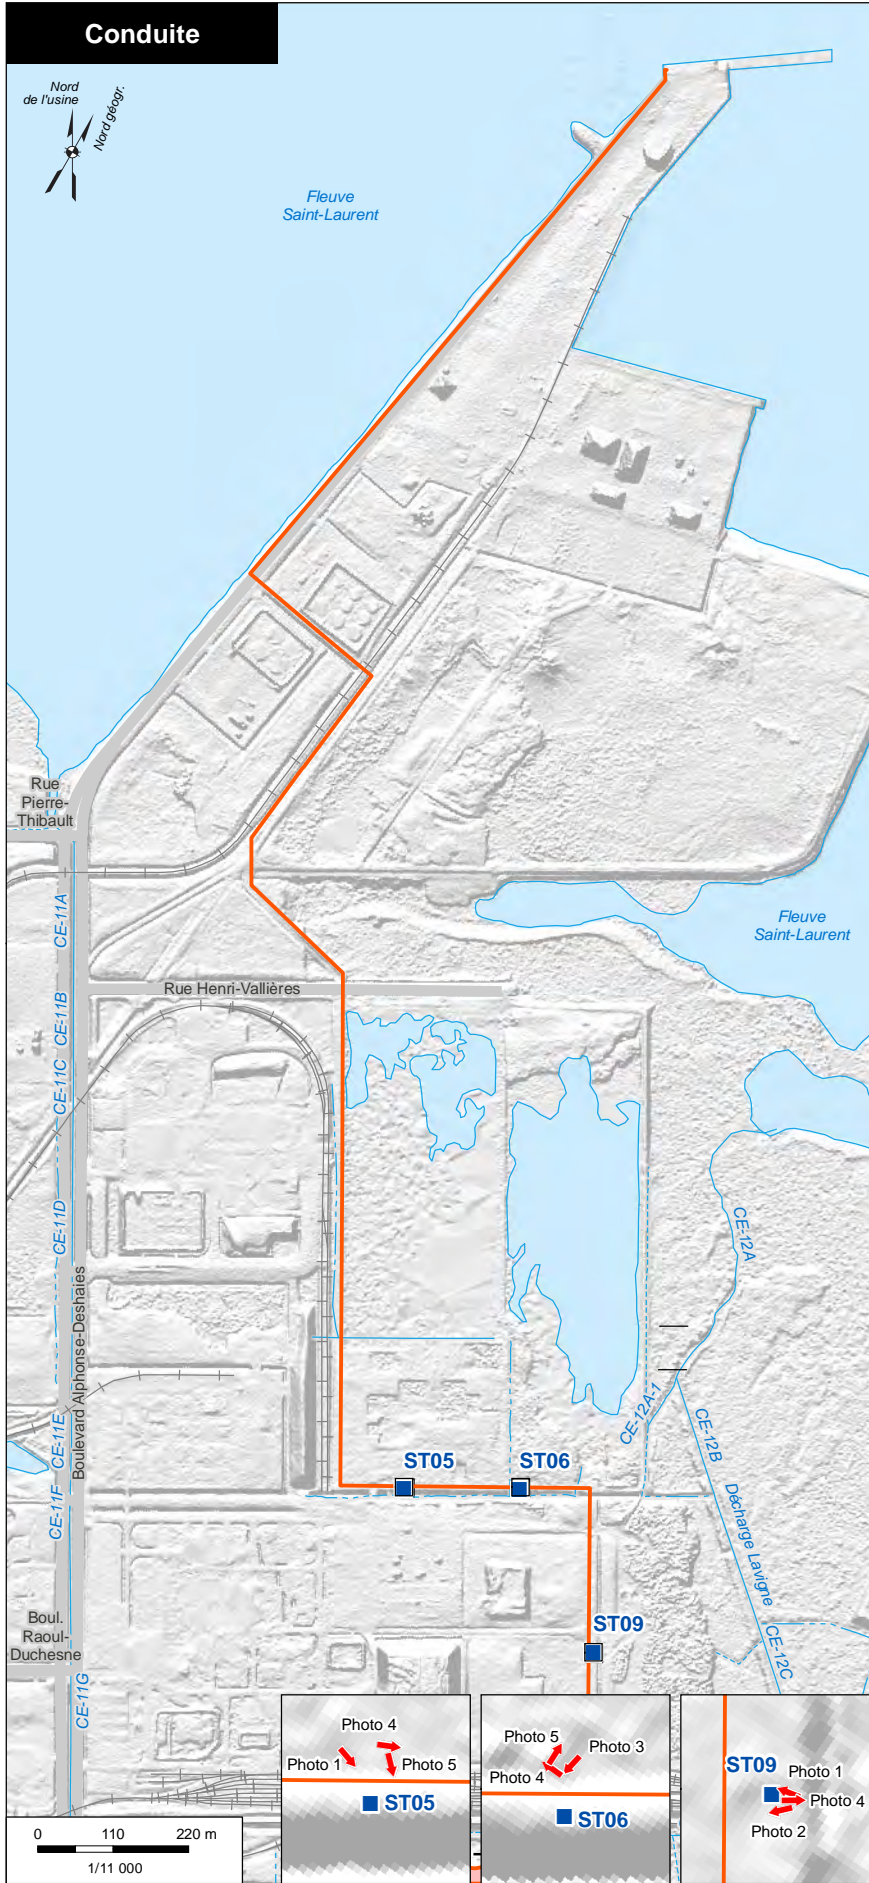 Conduite
Nord
de l'usine
Nord géogr.
Fleuve
Saint-Laurent
Rue
Pierre-
Thibault
CE-11A
Fleuve
Saint-Laurent
Rue Henri-Vallières
CE-11B
CE-11C
CE-11D
CE-12A
Boulevard Alphonse-Deshaies
CE-12A-1
CE-12B
CE-11E
ST05
ST06
CE-11F
Décharge Lavigne
Boul.
Raoul-
Duchesne
ST09
CE-12C
CE-11G
Photo 4
Photo 1
Photo 5
ST05
Photo 5
Photo 3
Photo 4
ST06
ST09
Photo 1
Photo 4
Photo 2
0 110 220 m
1/11 000